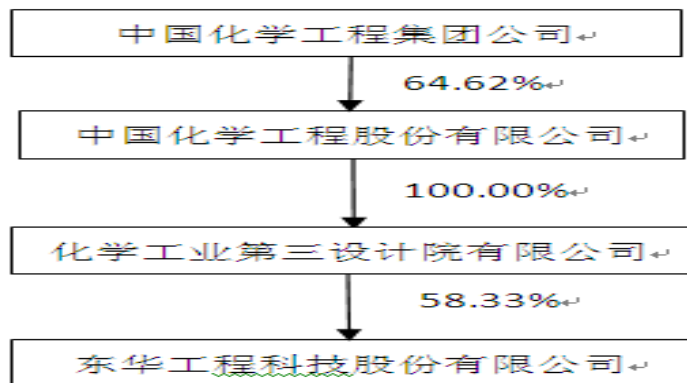 中国化学工程集团公司
64.62%
中国化学工程股份有限公司
100.00%
化学工业第三设计院有限公司
58.33%
东华工程科技股份有限公司